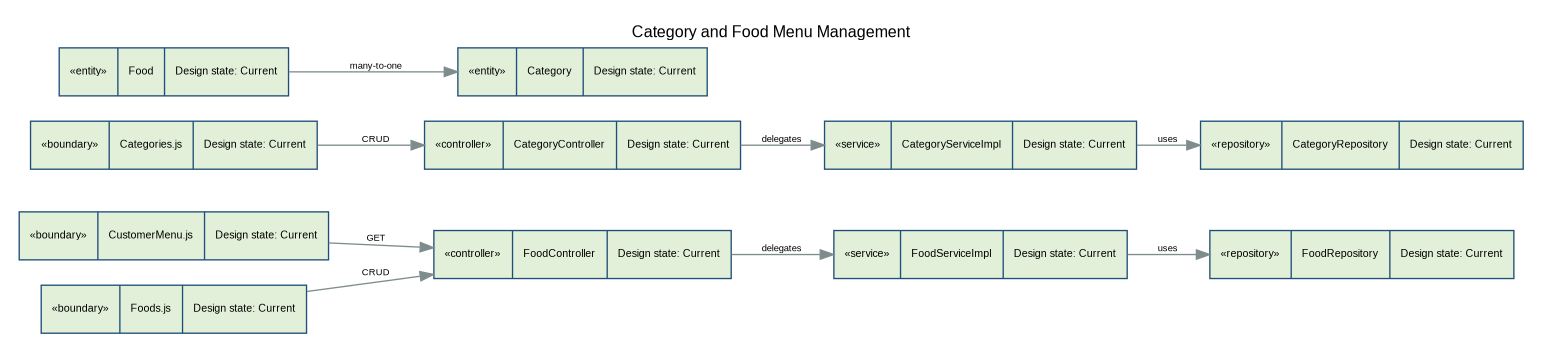 Category and Food Menu Management
«entity» Food Design state: Current
many-to-one
«entity» Category Design state: Current
«boundary» Categories.js Design state: Current
CRUD
«controller» CategoryController Design state: Current
delegates
«service» CategoryServiceImpl Design state: Current
uses
«repository» CategoryRepository Design state: Current
«boundary» CustomerMenu.js Design state: Current
GET
«boundary» Foods.js Design state: Current
CRUD
«controller» FoodController Design state: Current
delegates
«service» FoodServiceImpl Design state: Current
uses
«repository» FoodRepository Design state: Current